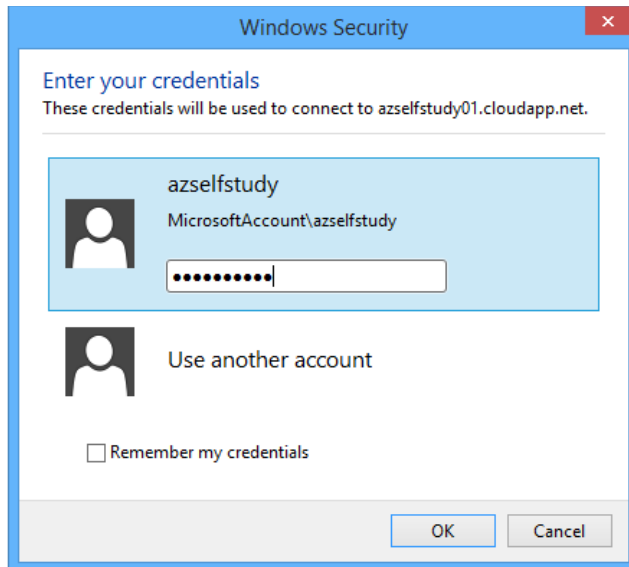 Windows Security
Enter your credentials
These credentials will be used to connect to azselfstudy01.cloudapp.net.
azselfstudy
MicrosoftAccount\azselfstudy
●●●●●●●●●●
Use another account
Remember my credentials
OK Cancel